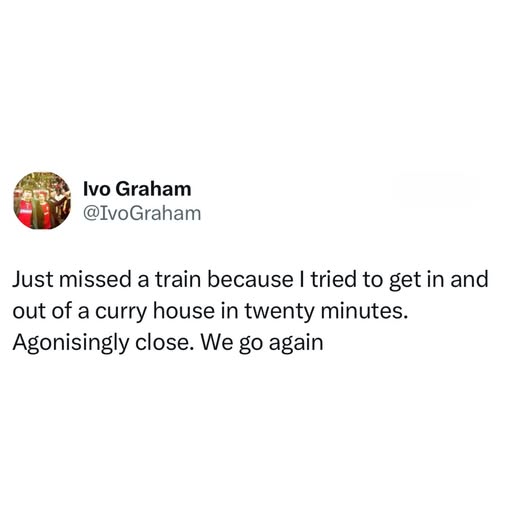 Ivo Graham
@IvoGraham
Just missed a train because I tried to get in and
out of a curry house in twenty minutes.
Agonisingly close. We go again